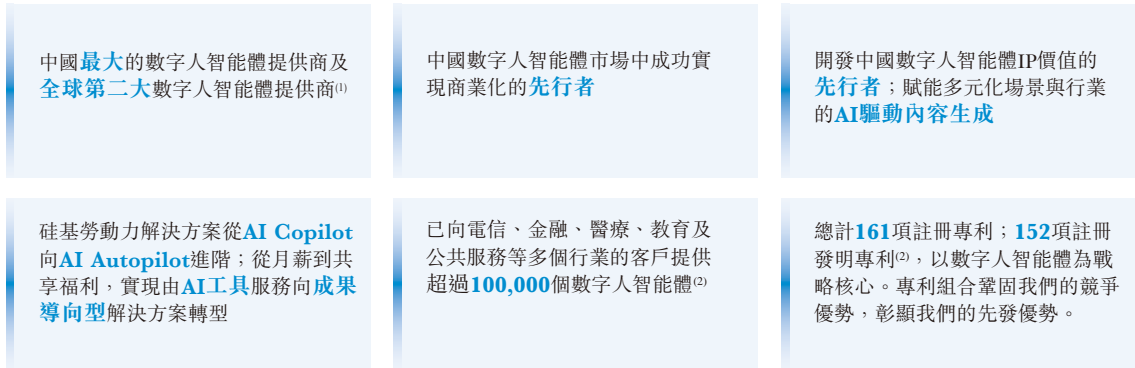 中國最大的數字人智能體提供商及
全球第二大數字人智能體提供商(1)
中國數字人智能體市場中成功實
現商業化的先行者
開發中國數字人智能體IP價值的
先行者；賦能多元化場景與行業
的AI驅動內容生成
硅基勞動力解決方案從AI Copilot
向AI Autopilot進階；從月薪到共
享福利，實現由AI工具服務向成果
導向型解決方案轉型
已向電信、金融、醫療、教育及
公共服務等多個行業的客戶提供
超過100,000個數字人智能體(2)
總計161項註冊專利；152項註冊
發明專利(2)，以數字人智能體為戰
略核心。專利組合鞏固我們的競爭
優勢，彰顯我們的先發優勢。